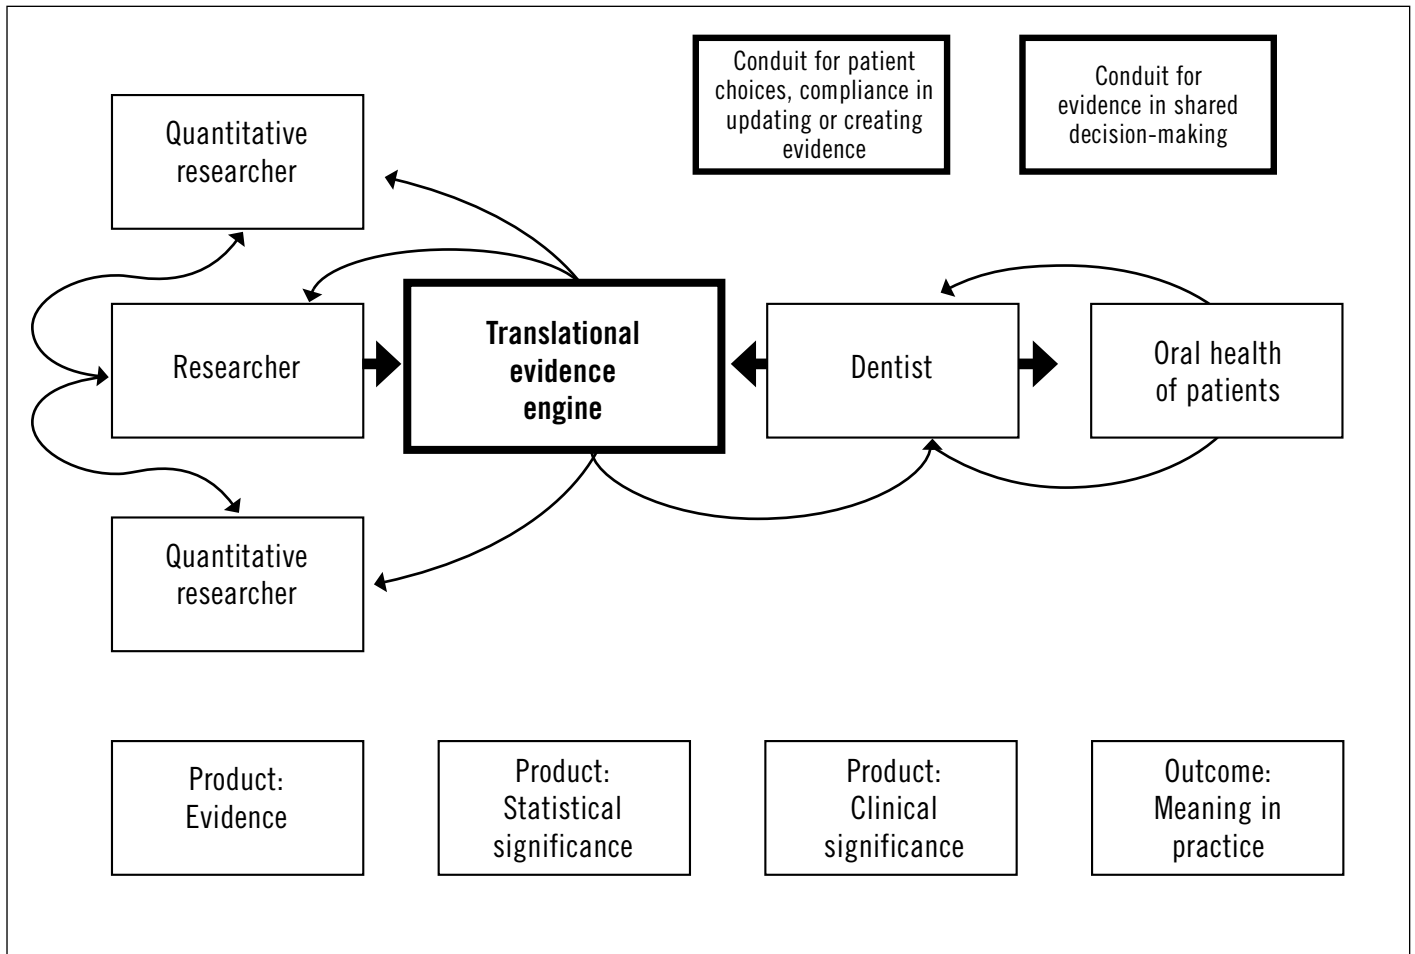 Conduit for patient
choices, compliance in
updating or creating
evidence
Conduit for
evidence in shared
decision-making
Quantitative
researcher
Researcher
Translational
evidence
engine
Dentist
Oral health
of patients
Quantitative
researcher
Product:
Evidence
Product:
Statistical
significance
Product:
Clinical
significance
Outcome:
Meaning in
practice